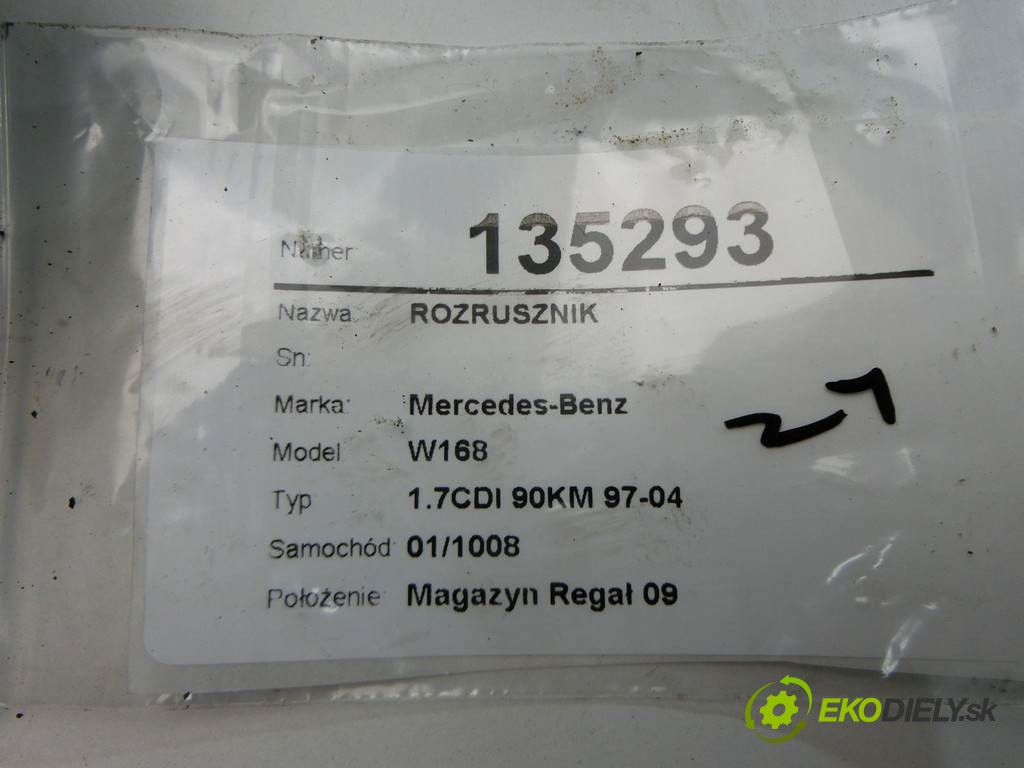 Numer 135293
Nazwa: ROZRUSZNIK
Sn:
Marka: Mercedes-Benz
Model W168
Typ 1.7CDI 90KM 97-04
Samochód 01/1008
Położenie Magazyn Regał 09
EKODIELY.sk